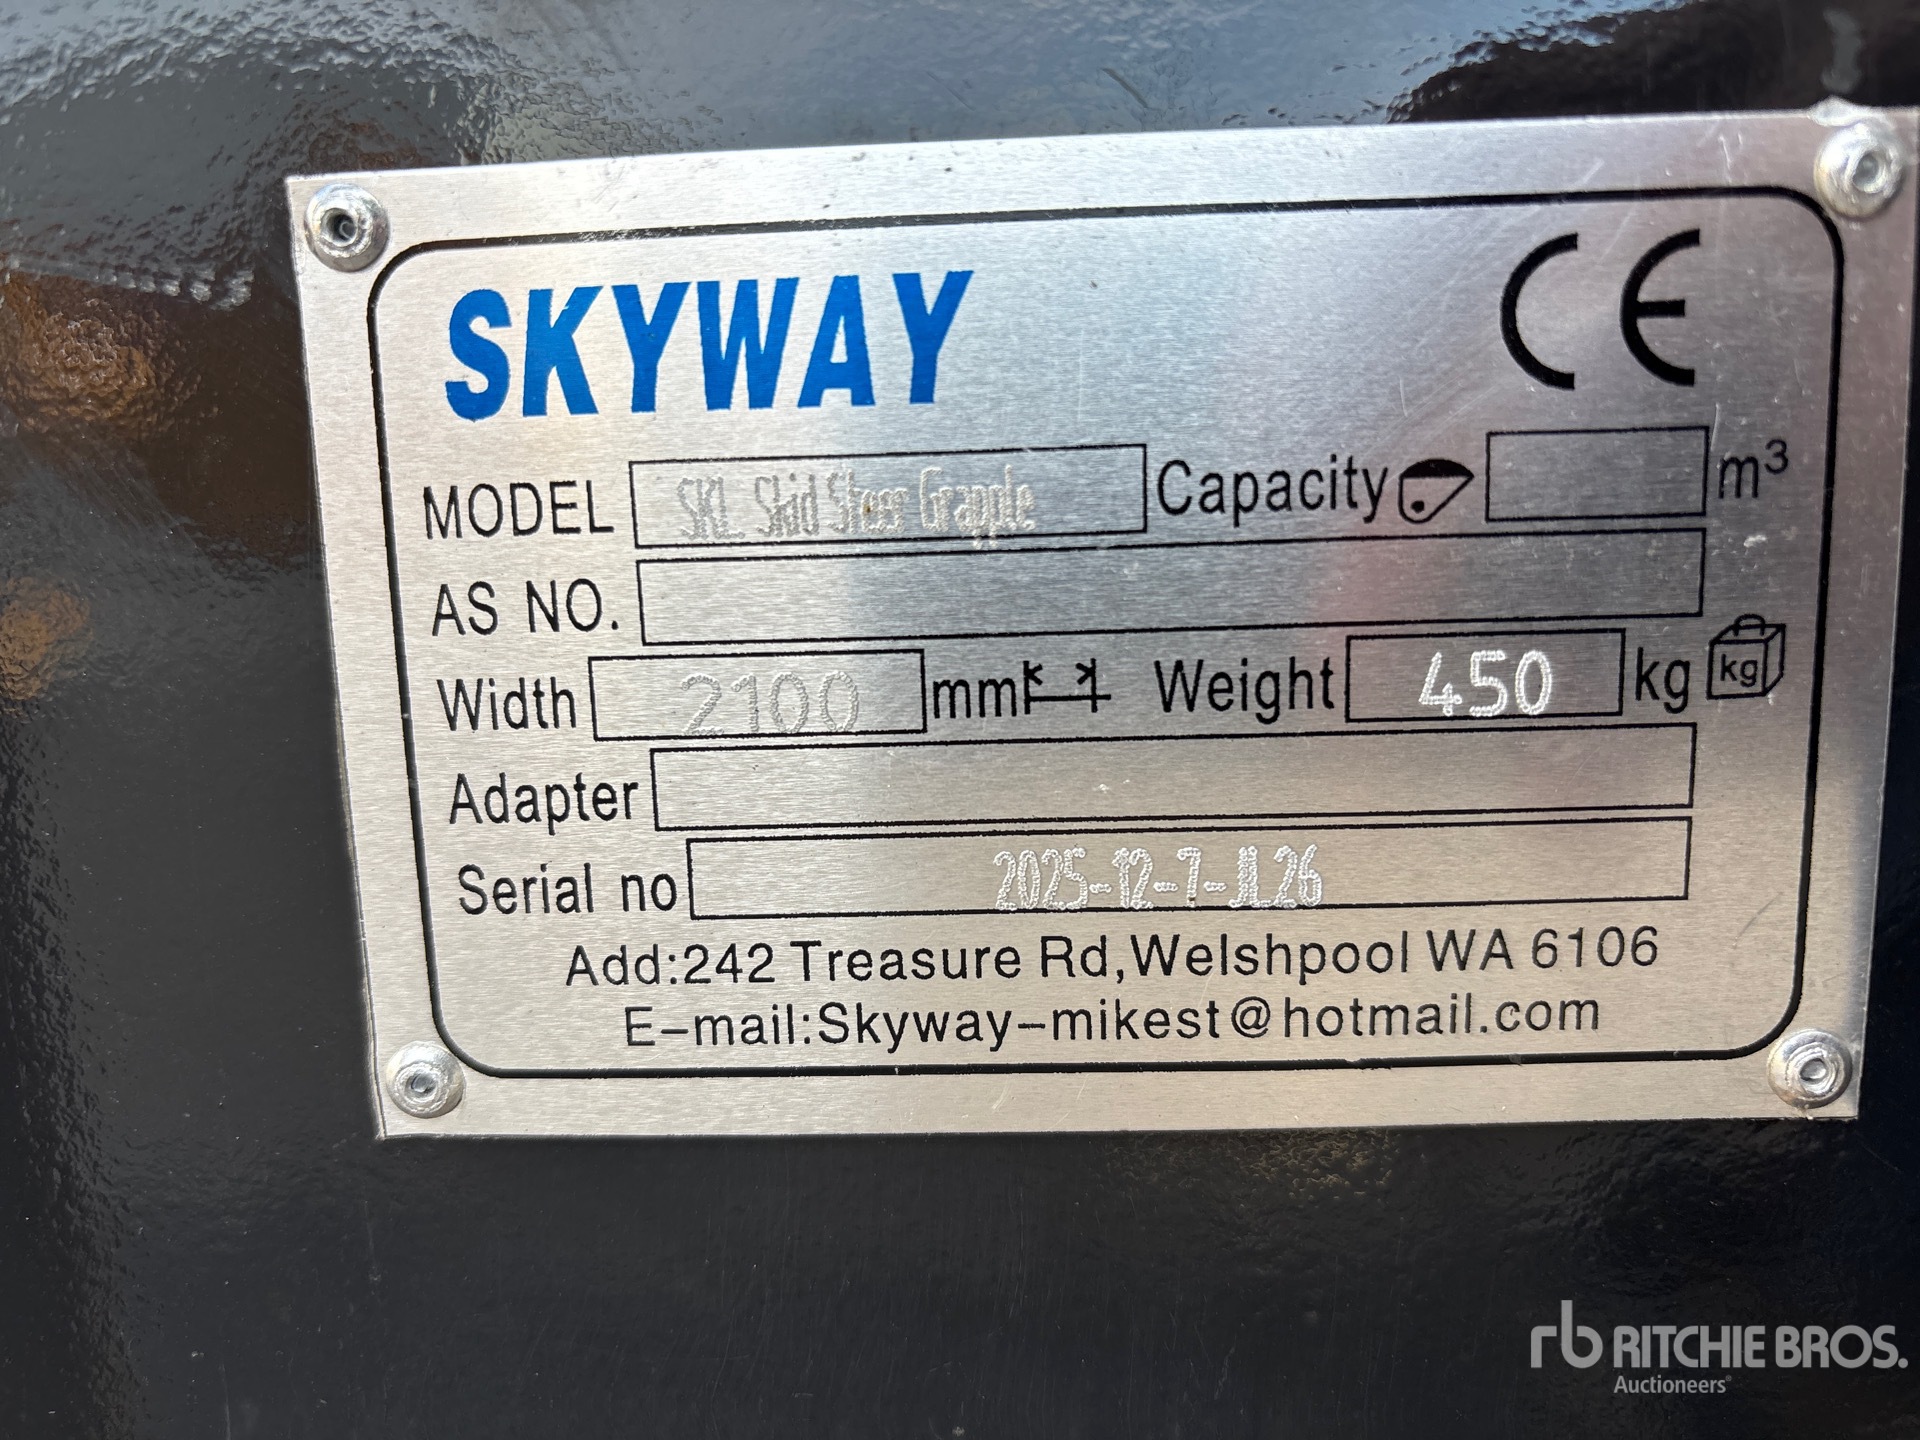 SKYWAY CE
MODEL SKL Skid Steer Grapple Capacity m³
AS NO.
Width 2100 mm Weight 450 kg kg
Adapter
Serial no 2025-12-7-JL26
Add:242 Treasure Rd,Welshpool WA 6106
E-mail:Skyway-mikest@hotmail.com
rb RITCHIE BROS.
Auctioneers